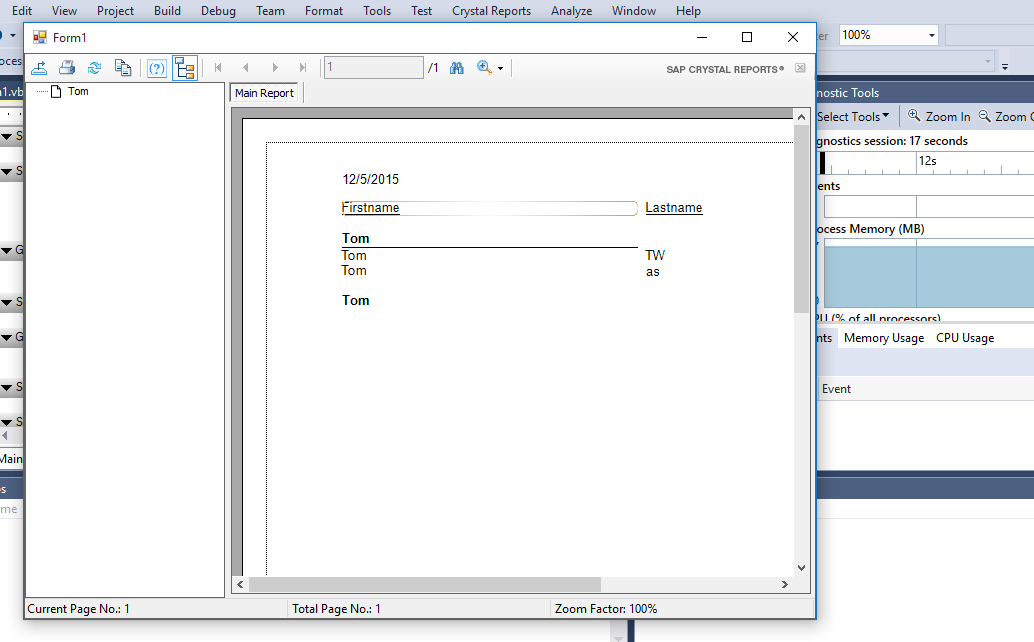 Edit View Project Build Debug Team Format Tools Test Crystal Reports Analyze Window Help
Form1
100%
1 /1
SAP CRYSTAL REPORTS®
Tom
Main Report
12/5/2015
Firstname Lastname
Tom
Tom TW
Tom as
Tom
Current Page No.: 1 Total Page No.: 1 Zoom Factor: 100%
nostic Tools
Select Tools Zoom In Zoom
gnostics session: 17 seconds
12s
ents
ocess Memory (MB)
PU (% of all processors)
nts Memory Usage CPU Usage
Event
Main